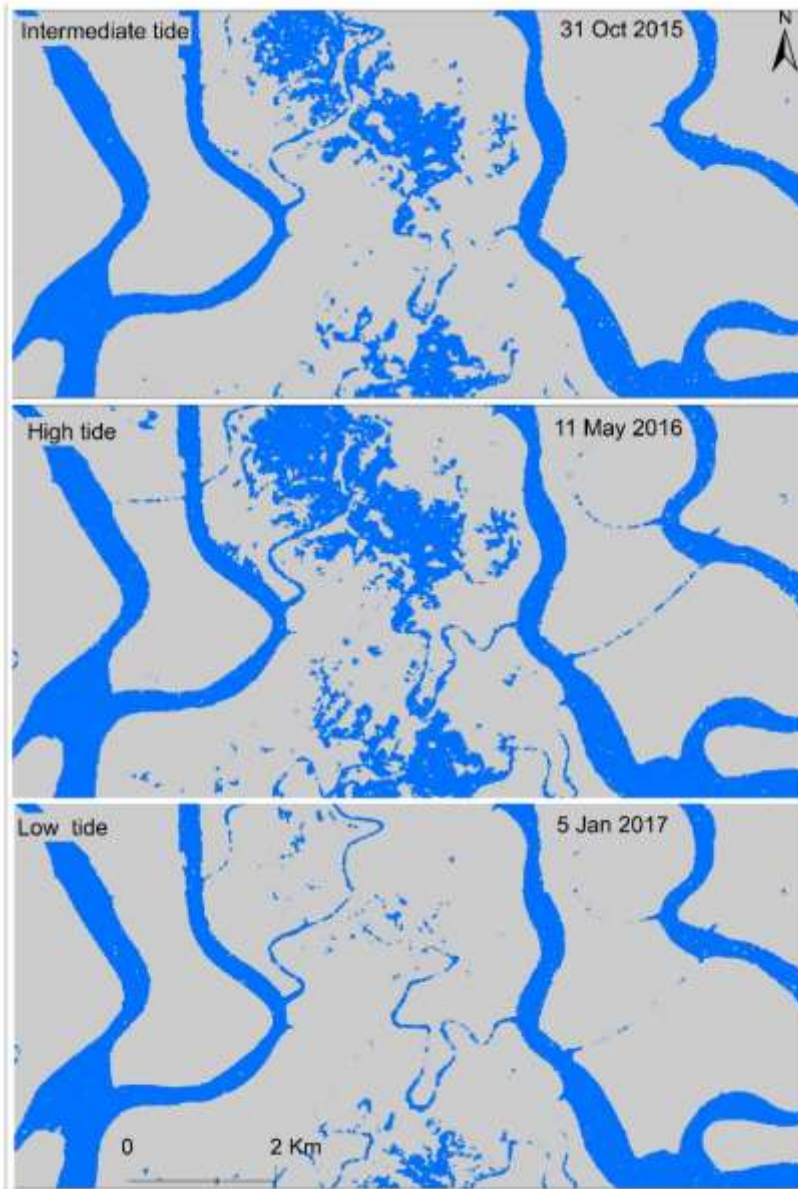 Intermediate tide
31 Oct 2015
N
High tide
11 May 2016
Low tide
5 Jan 2017
0
2 Km